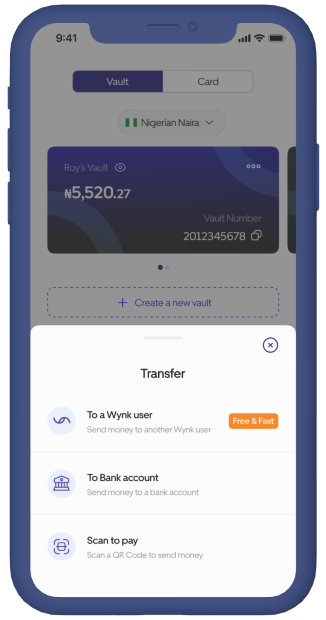 9:41
Vault
Card
Nigerian Naira
Roy's Vault
₦5,520.27
Vault Number
2012345678
Create a new vault
Transfer
To a Wynk user
Send money to another Wynk user
Free & Fast
To Bank account
Send money to a bank account
Scan to pay
Scan a QR Code to send money